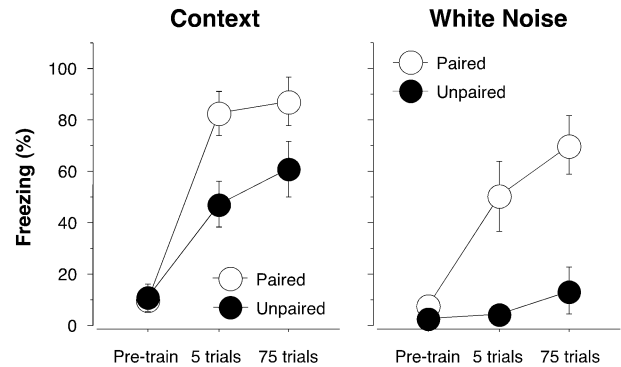 Context
White Noise
Freezing (%)
100
80
60
40
20
0
Paired
Unpaired
Pre-train 5 trials 75 trials
Paired
Unpaired
Pre-train 5 trials 75 trials